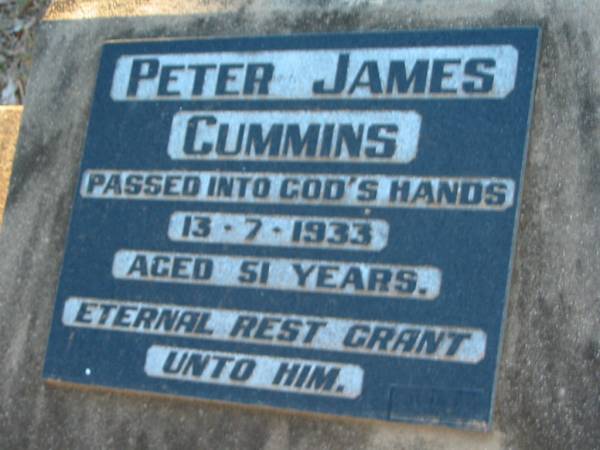 PETER JAMES
CUMMINS
PASSED INTO GOD'S HANDS
13 - 7 - 1933
AGED 51 YEARS.
ETERNAL REST GRANT
UNTO HIM.